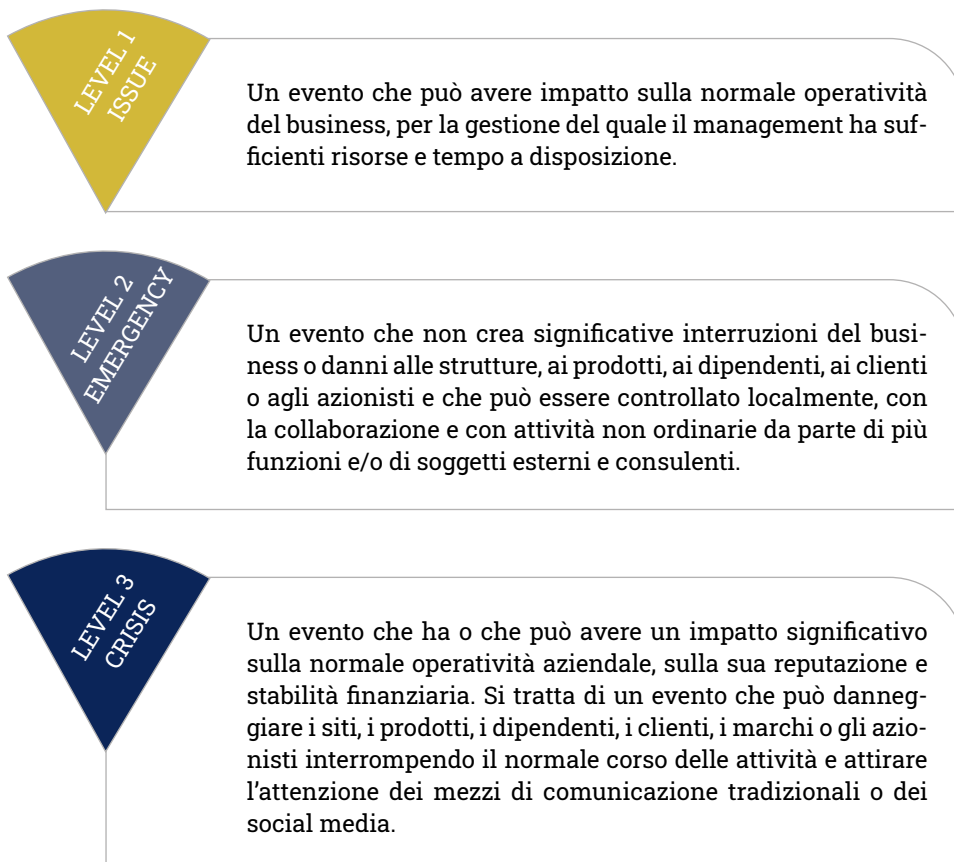 LEVEL 1
ISSUE
Un evento che può avere impatto sulla normale operatività
del business, per la gestione del quale il management ha suf-
ficienti risorse e tempo a disposizione.
LEVEL 2
EMERGENCY
Un evento che non crea significative interruzioni del busi-
ness o danni alle strutture, ai prodotti, ai dipendenti, ai clienti
o agli azionisti e che può essere controllato localmente, con
la collaborazione e con attività non ordinarie da parte di più
funzioni e/o di soggetti esterni e consulenti.
LEVEL 3
CRISIS
Un evento che ha o che può avere un impatto significativo
sulla normale operatività aziendale, sulla sua reputazione e
stabilità finanziaria. Si tratta di un evento che può danneg-
giare i siti, i prodotti, i dipendenti, i clienti, i marchi o gli azio-
nisti interrompendo il normale corso delle attività e attirare
l'attenzione dei mezzi di comunicazione tradizionali o dei
social media.